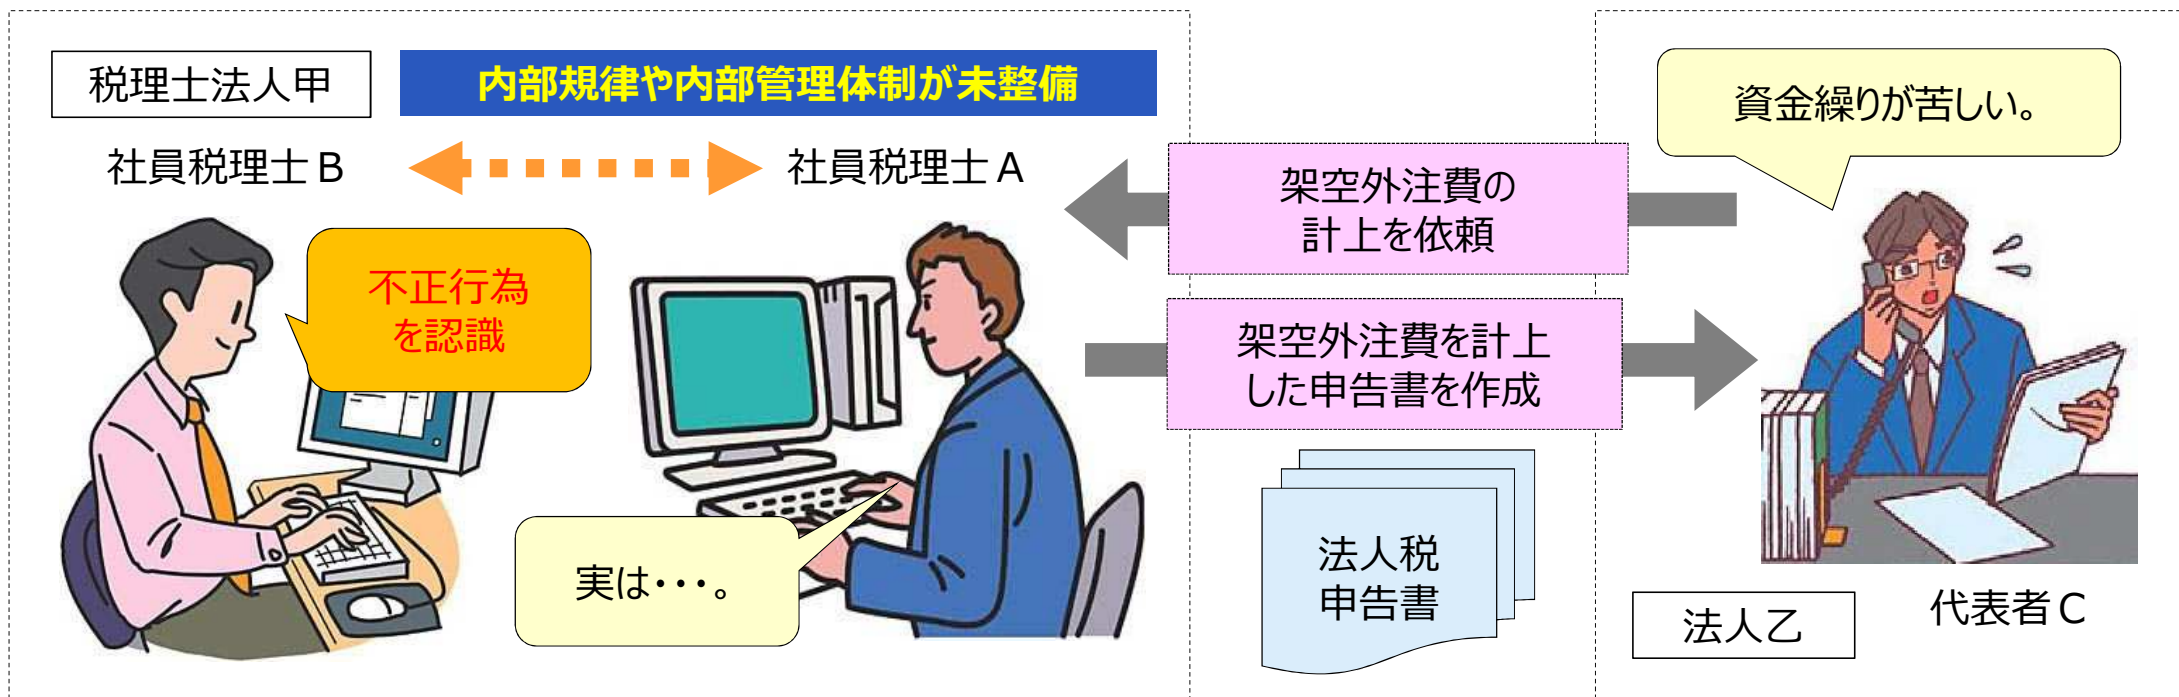 税理士法人甲
内部規律や内部管理体制が未整備
社員税理士B
社員税理士A
不正行為
を認識
実は・・・。
架空外注費の
計上を依頼
架空外注費を計上
した申告書を作成
法人税
申告書
資金繰りが苦しい。
法人乙
代表者C